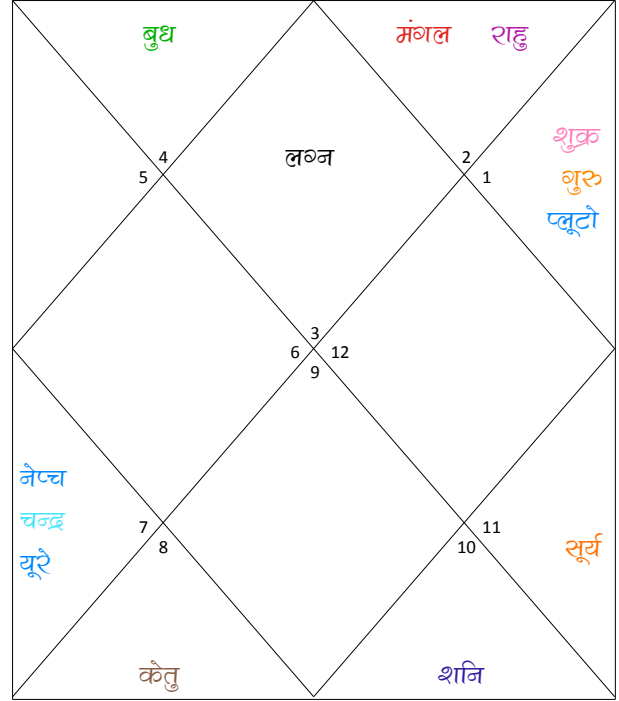 बुध मंगल राहु
शुक्र
लग्न
4 2
5 1
गुरु
प्लूटो
3
6 12
9
नेप्च
चन्द्र
7 11
8 10
यूरे सूर्य
केतु शनि